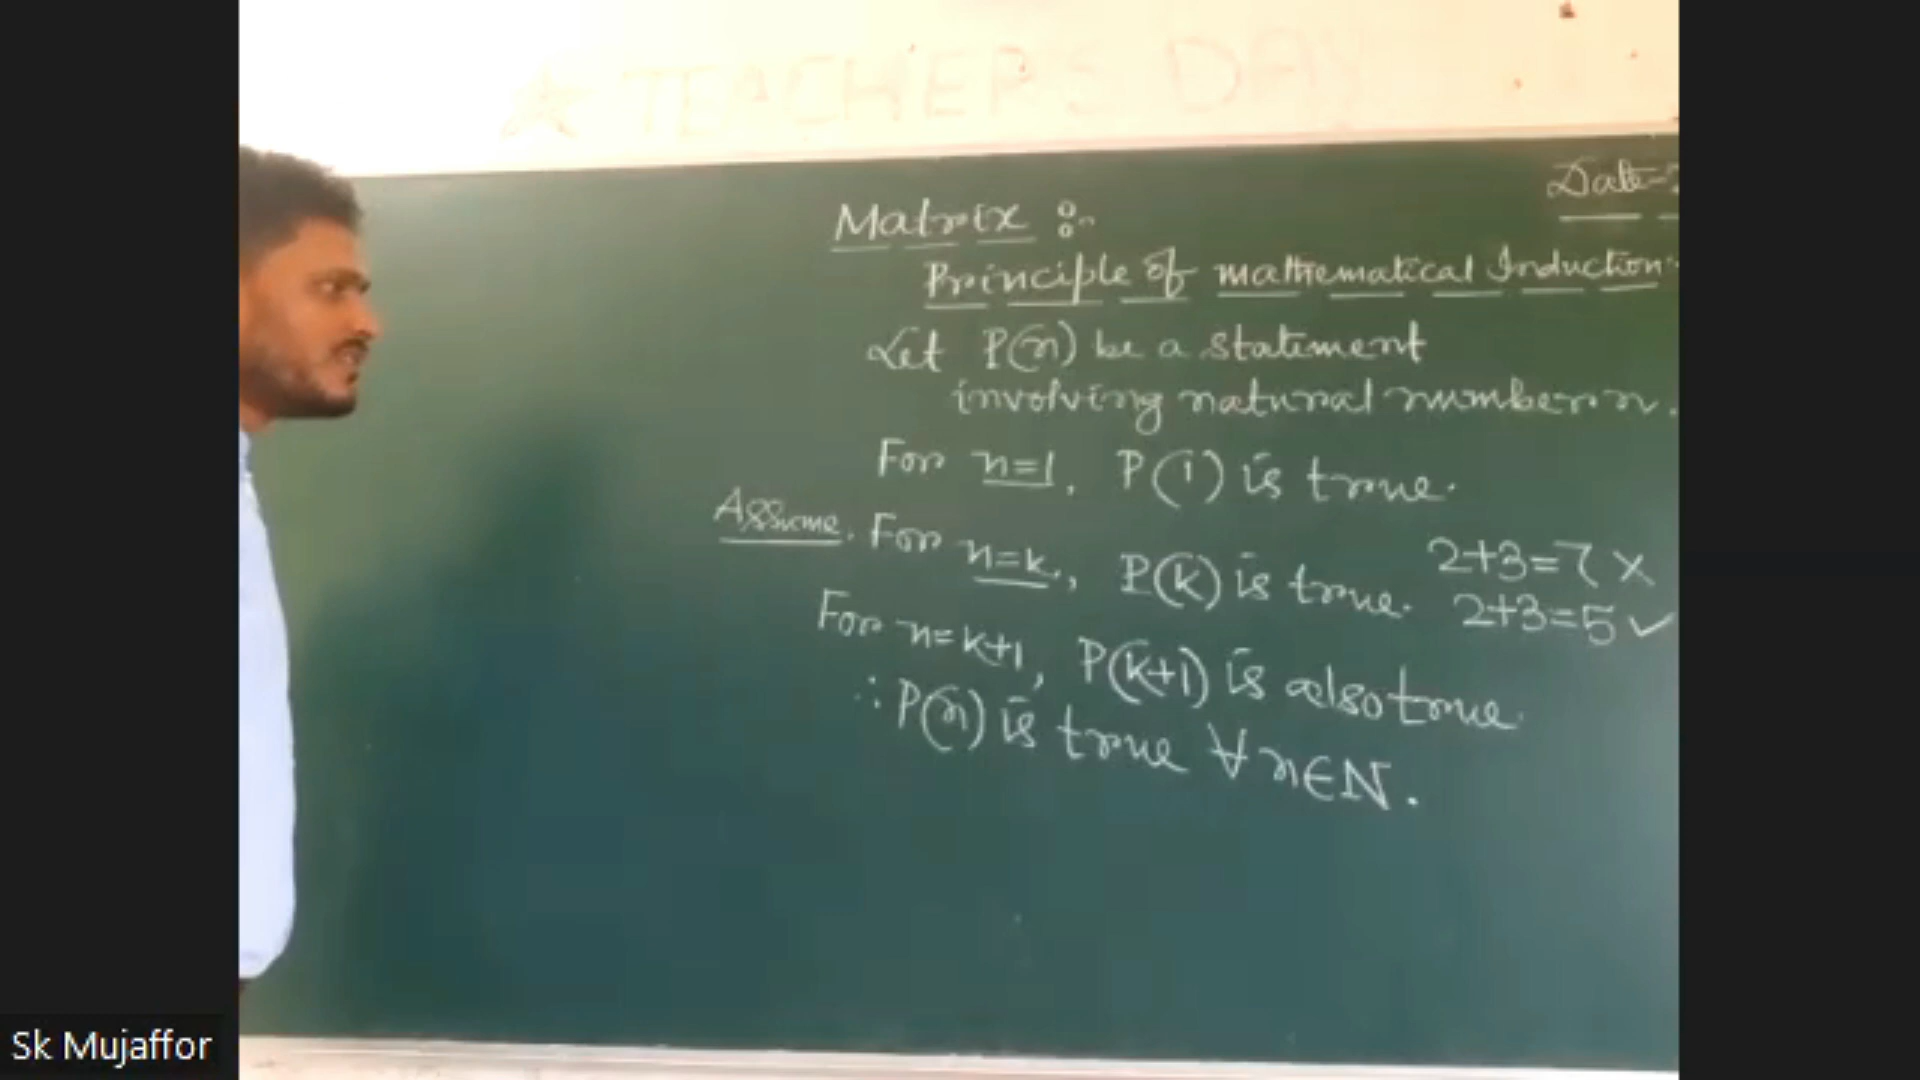 TEACHERS DAY
Date-
Matrix :-
Principle of mathematical Induction:-
Let P(n) be a statement
involving natural number n.
For n=1, P(1) is true.
Assume. For n=k, P(k) is true.
2+3=7 ×
2+3=5 ✓
For n=k+1, P(k+1) is also true.
∴ P(n) is true ∀ n∈N.
Sk Mujaffor